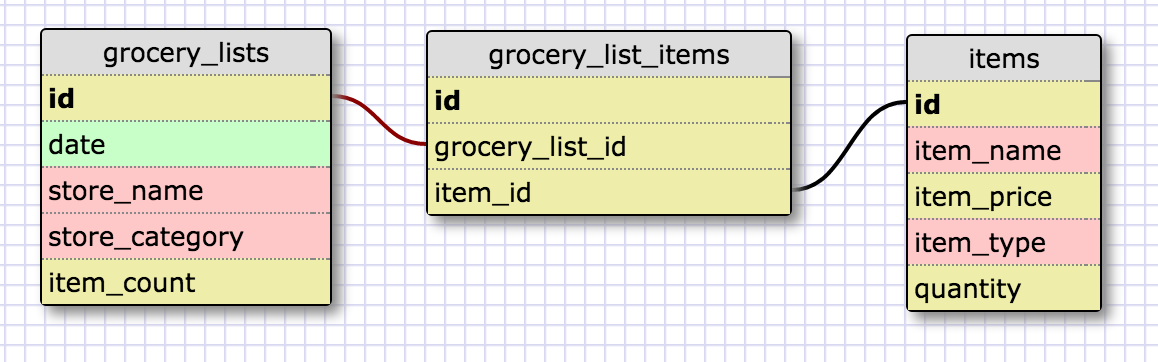 grocery_lists
id
date
store_name
store_category
item_count
grocery_list_items
id
grocery_list_id
item_id
items
id
item_name
item_price
item_type
quantity